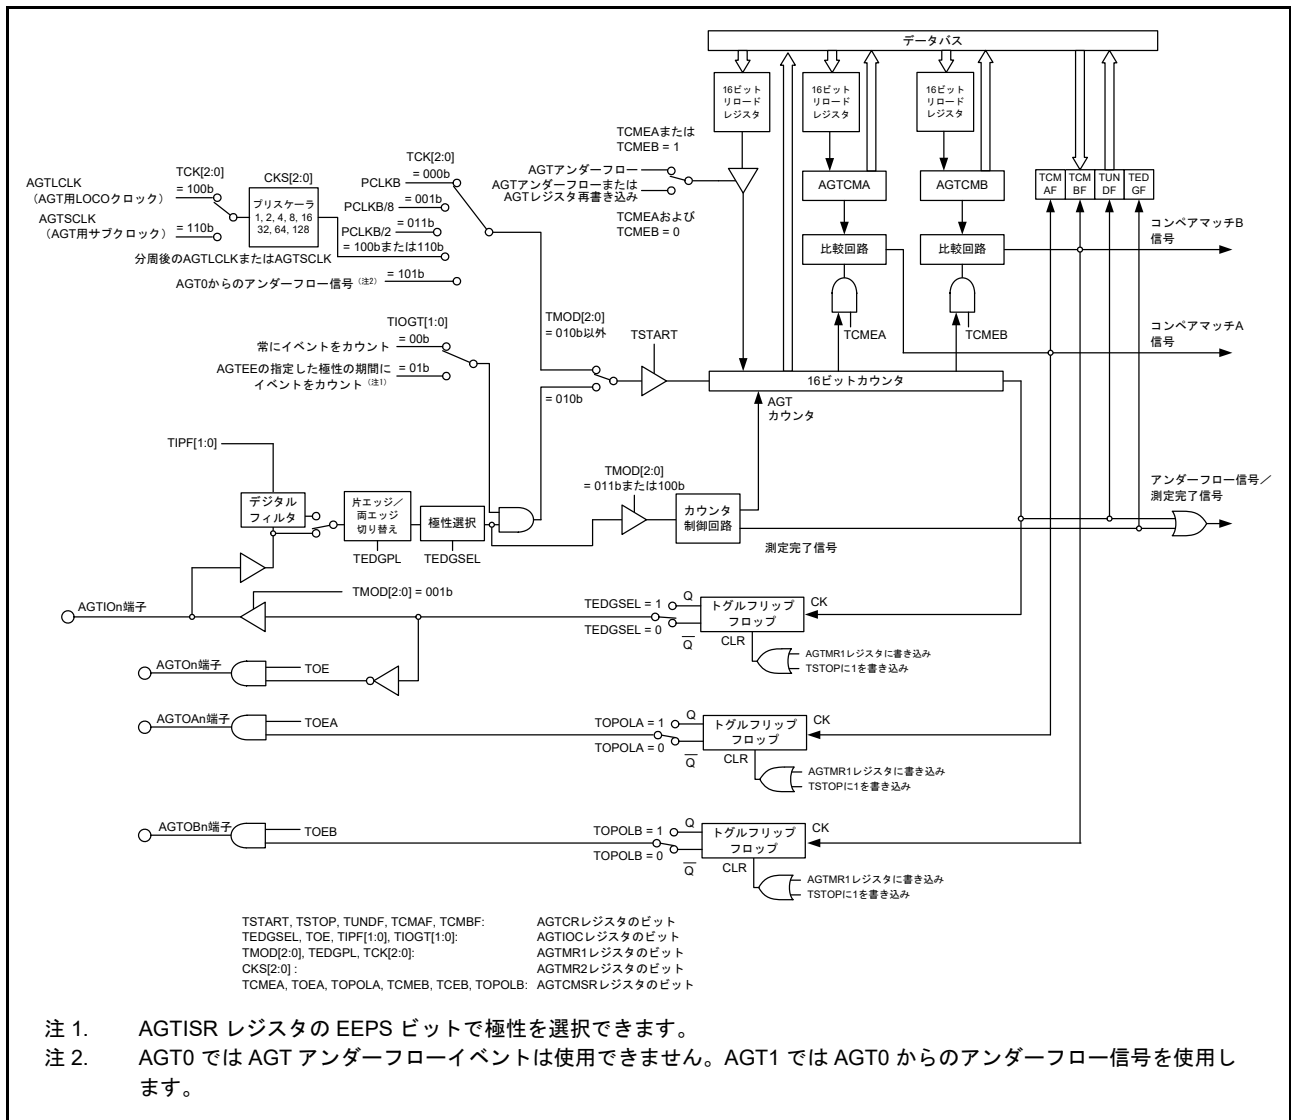 データバス
16ビット
リロード
レジスタ
16ビット
リロード
レジスタ
16ビット
リロード
レジスタ
TCMEAまたは
TCMEB = 1
AGTアンダーフロー
AGTアンダーフローまたは
AGTレジスタ再書き込み
TCMEAおよび
TCMEB = 0
AGTCMA
AGTCMB
TCM
AF
TCM
BF
TUN
DF
TED
GF
比較回路
比較回路
TCMEA
TCMEB
コンペアマッチB
信号
コンペアマッチA
信号
TCK[2:0]
AGTLCLK
（AGT用LOCOクロック）
= 100b
AGTSCLK
（AGT用サブクロック）
= 110b
CKS[2:0]
プリスケーラ
1, 2, 4, 8, 16
32, 64, 128
TCK[2:0]
PCLKB
= 000b
PCLKB/8
= 001b
PCLKB/2
= 011b
= 100bまたは110b
分周後のAGTLCLKまたはAGTSCLK
AGT0からのアンダーフロー信号（注2）
= 101b
TIOGT[1:0]
常にイベントをカウント
= 00b
AGTEEの指定した極性の期間に
イベントをカウント（注1）
= 01b
TMOD[2:0]
= 010b以外
= 010b
TSTART
16ビットカウンタ
AGT
カウンタ
TIPF[1:0]
デジタル
フィルタ
片エッジ／
両エッジ
切り替え
TEDGPL
極性選択
TEDGSEL
TMOD[2:0]
= 011bまたは100b
カウンタ
制御回路
測定完了信号
アンダーフロー信号／
測定完了信号
AGTIOn端子
TMOD[2:0] = 001b
TEDGSEL = 1
TEDGSEL = 0
Q
Q
トグルフリップ
フロップ
CK
CLR
AGTMR1レジスタに書き込み
TSTOPに1を書き込み
AGTOn端子
TOE
AGTOAn端子
TOEA
TOPOLA = 1
TOPOLA = 0
Q
Q
トグルフリップ
フロップ
CK
CLR
AGTMR1レジスタに書き込み
TSTOPに1を書き込み
AGTOBn端子
TOEB
TOPOLB = 1
TOPOLB = 0
Q
Q
トグルフリップ
フロップ
CK
CLR
AGTMR1レジスタに書き込み
TSTOPに1を書き込み
TSTART, TSTOP, TUNDF, TCMAF, TCMBF: AGTCRレジスタのビット
TEDGSEL, TOE, TIPF[1:0], TIOGT[1:0]: AGTIOCレジスタのビット
TMOD[2:0], TEDGPL, TCK[2:0]: AGTMR1レジスタのビット
CKS[2:0] : AGTMR2レジスタのビット
TCMEA, TOEA, TOPOLA, TCMEB, TCEB, TOPOLB: AGTCMSRレジスタのビット
注 1. AGTISR レジスタの EEPS ビットで極性を選択できます。
注 2. AGT0 では AGT アンダーフローイベントは使用できません。AGT1 では AGT0 からのアンダーフロー信号を使用し
ます。